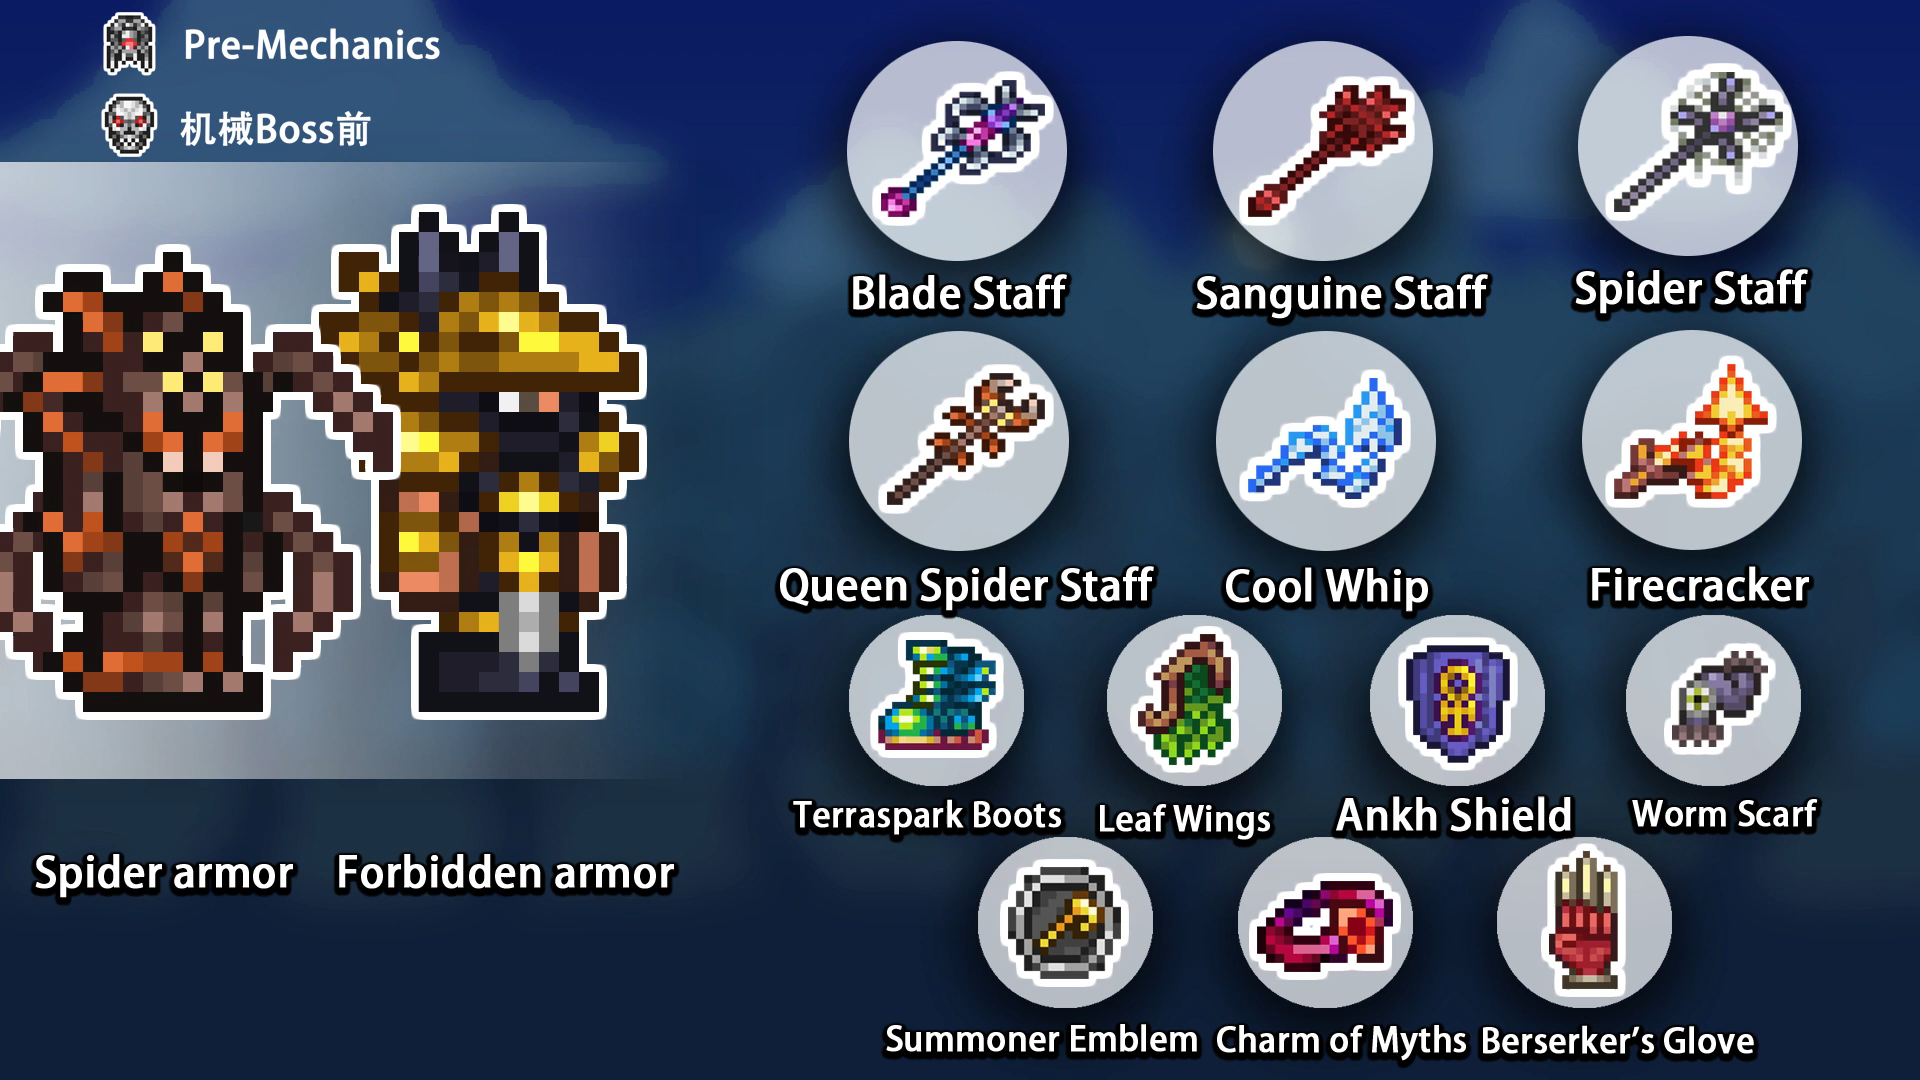 Pre-Mechanics
机械Boss前
Blade Staff
Sanguine Staff
Spider Staff
Queen Spider Staff
Cool Whip
Firecracker
Terraspark Boots
Leaf Wings
Ankh Shield
Worm Scarf
Spider armor
Forbidden armor
Summoner Emblem
Charm of Myths
Berserker's Glove